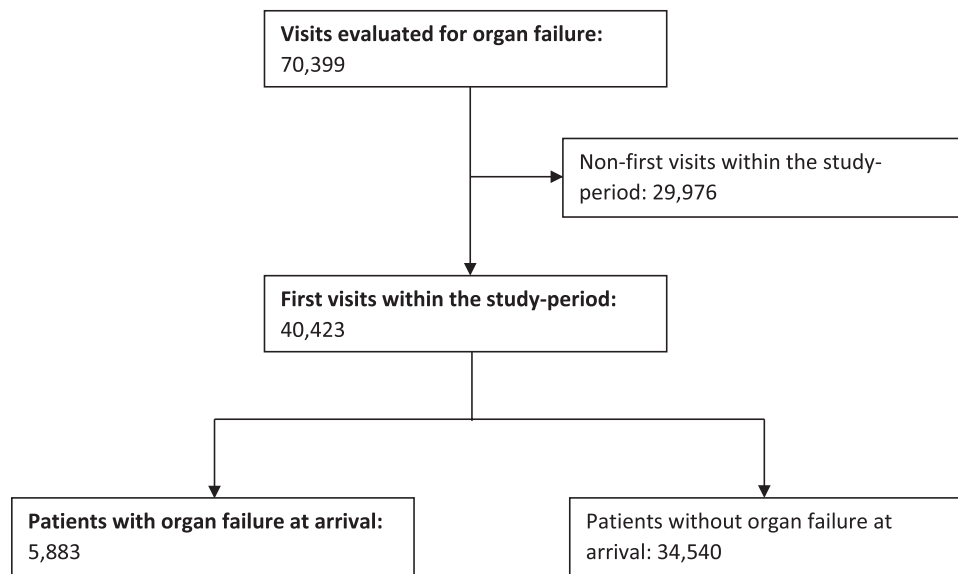 Visits evaluated for organ failure:
70,399
Non-first visits within the study-
period: 29,976
First visits within the study-period:
40,423
Patients with organ failure at arrival:
5,883
Patients without organ failure at
arrival: 34,540